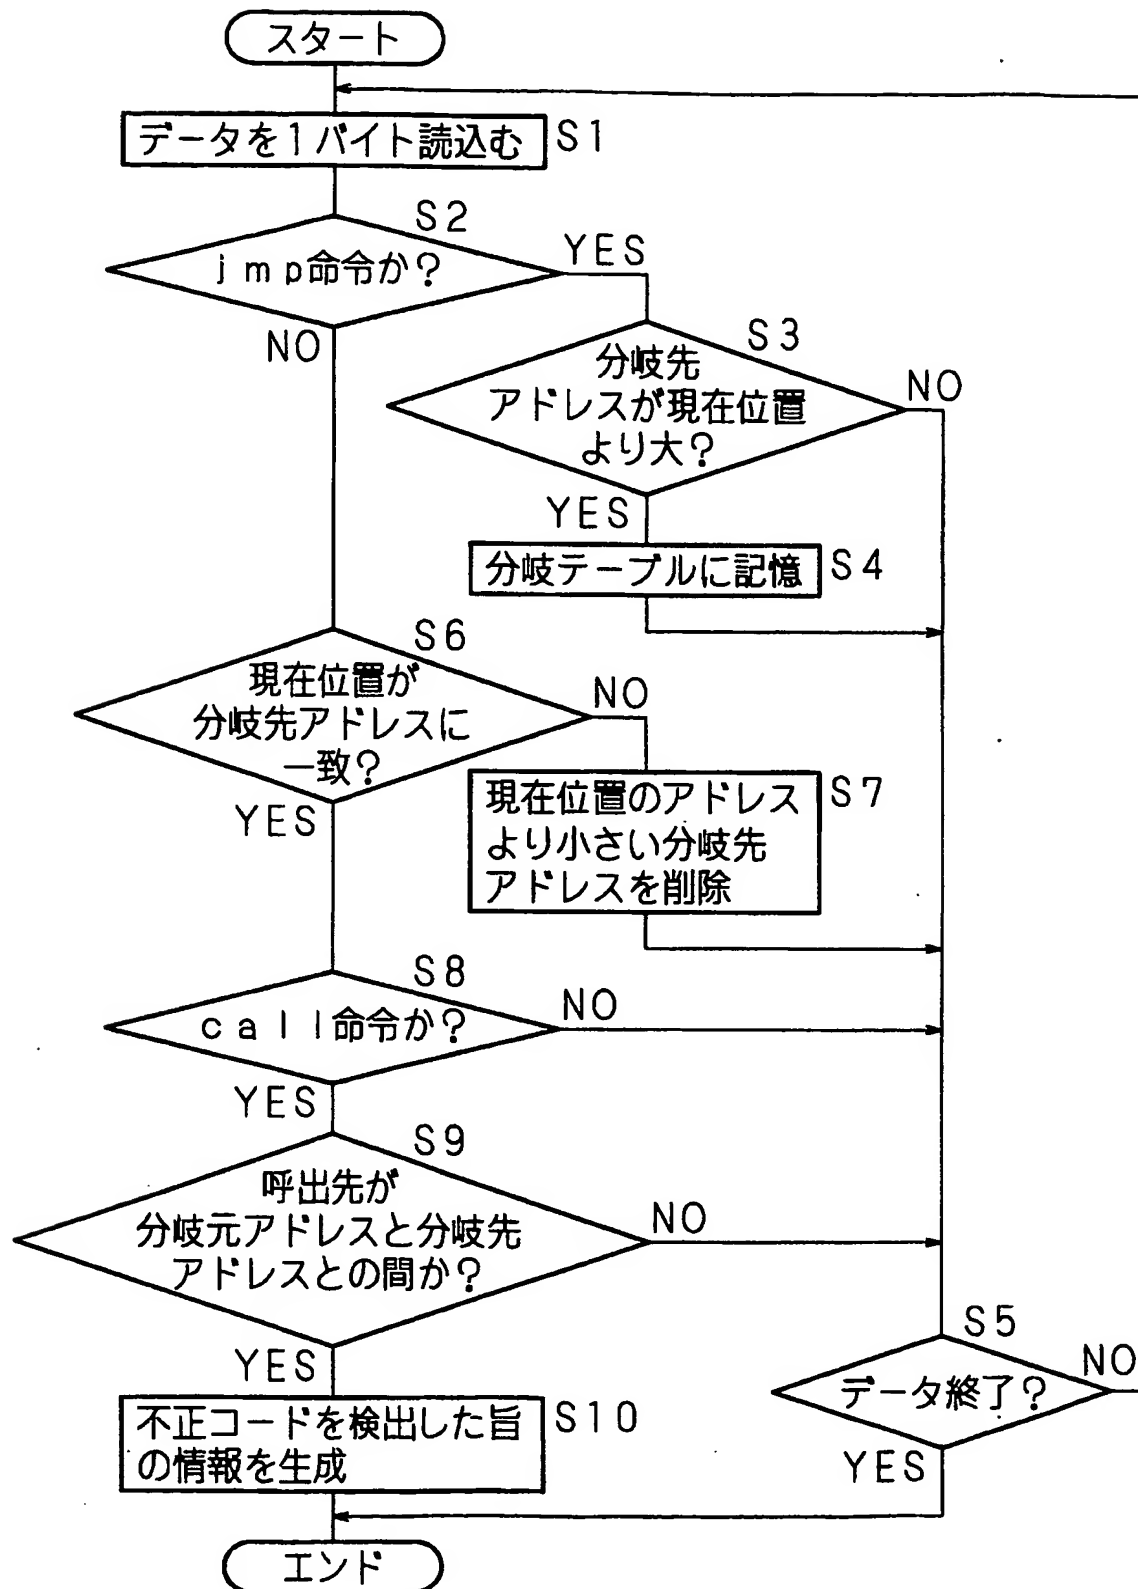 スタート
データを1バイト読込む S1
S2
jmp命令か?
YES
NO
S3
分岐先
アドレスが現在位置
より大?
NO
YES
分岐テーブルに記憶 S4
S6
現在位置が
分岐先アドレスに
一致?
NO
YES
現在位置のアドレス S7
より小さい分岐先
アドレスを削除
S8
call命令か?
NO
YES
S9
呼出先が
分岐元アドレスと分岐先
アドレスとの間か?
NO
YES
S5
データ終了?
NO
YES
不正コードを検出した旨 S10
の情報を生成
エンド